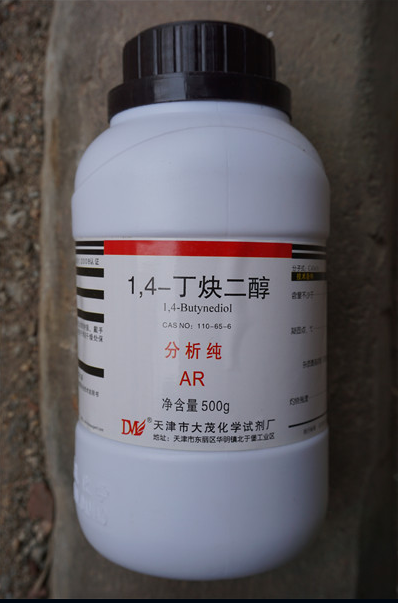 1,4-丁炔二醇
1,4-Butynediol
CAS NO: 110-65-6
分析纯
AR
净含量 500g
DM® 天津市大茂化学试剂厂
地址: 天津市东丽区华明镇北于堡工业区